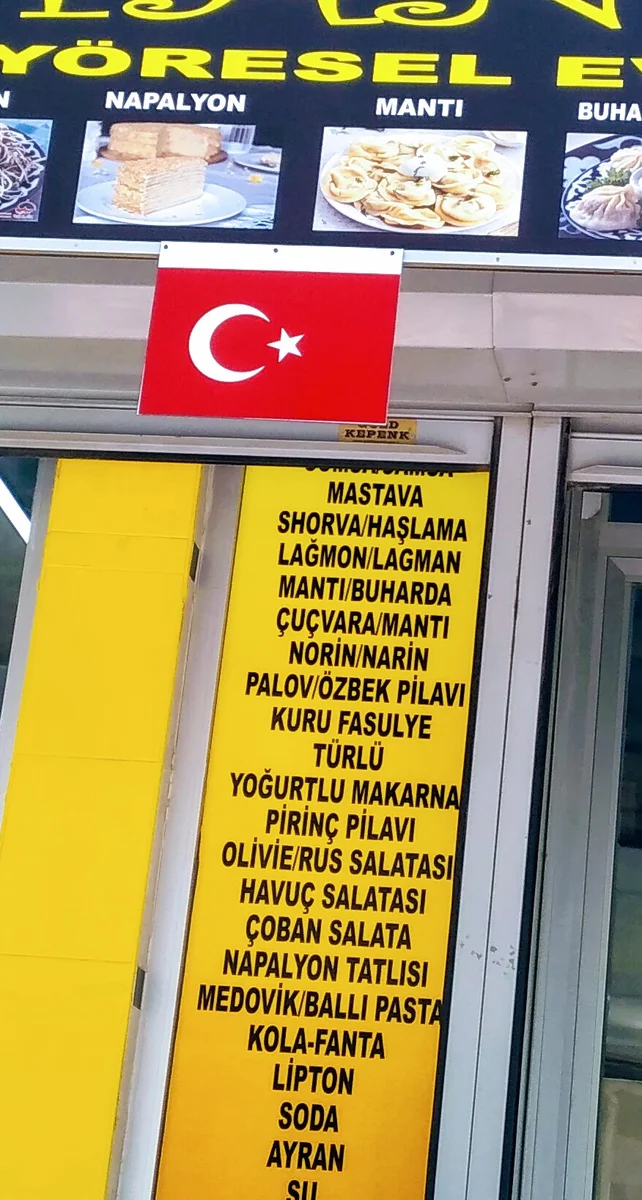 YÖRESEL
NAPALYON
MANTI
KEPENK
MASTAVA
SHORVA/HAŞLAMA
LAĞMON/LAGMAN
MANTI/BUHARDA
ÇUÇVARA/MANTI
NORİN/NARİN
PALOV/ÖZBEK PİLAVI
KURU FASULYE
TÜRLÜ
YOĞURTLU MAKARNA
PİRİNÇ PİLAVI
OLIVIE/RUS SALATASI
HAVUÇ SALATASI
ÇOBAN SALATA
NAPALYON TATLISI
MEDOVİK/BALLI PASTA
KOLA-FANTA
LİPTON
SODA
AYRAN
SU